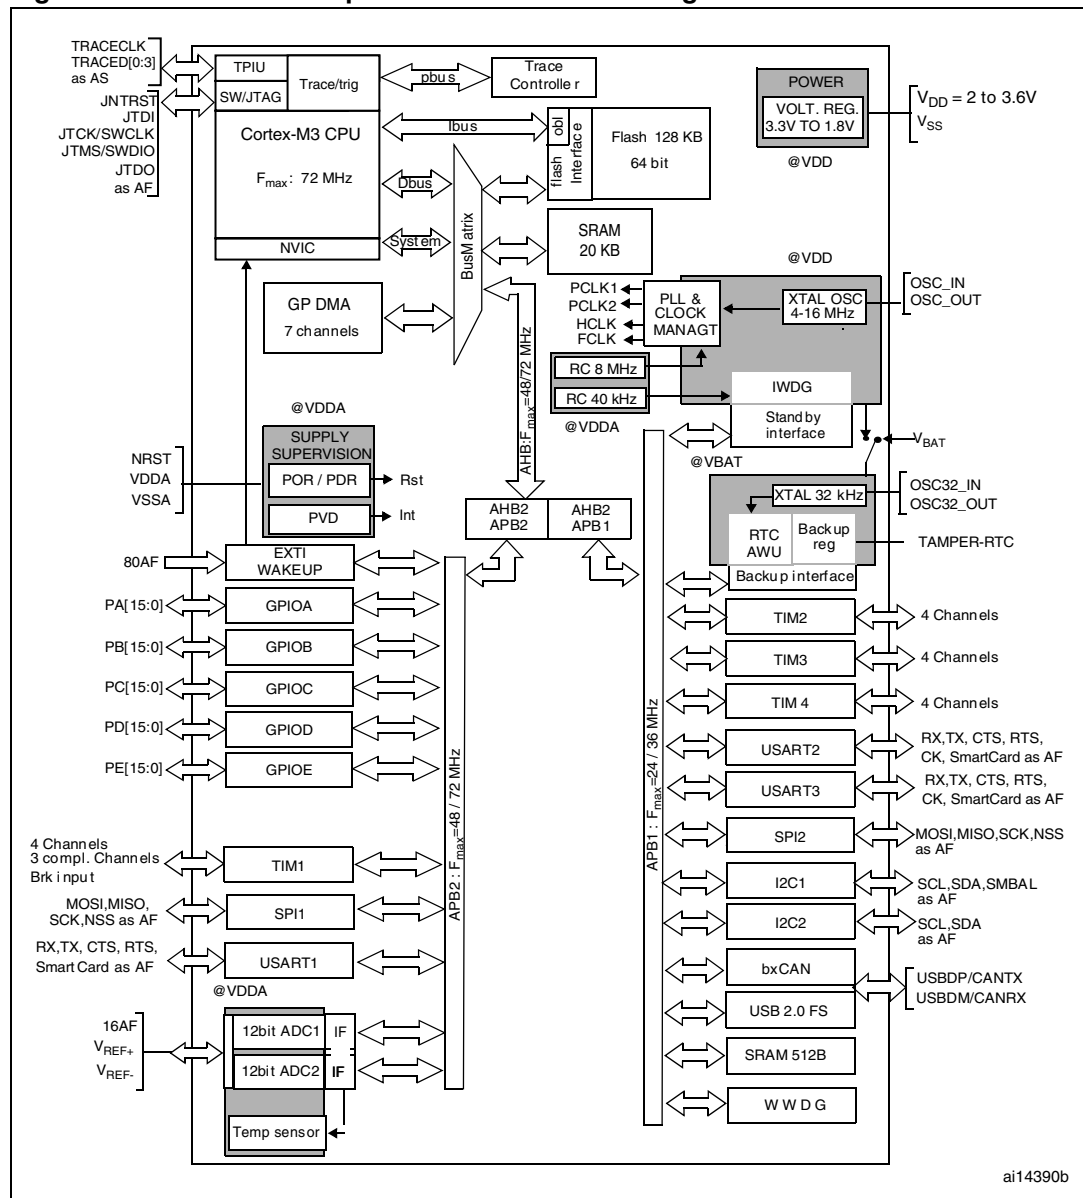 TRACECLK
TRACED[0:3]
as AS
TPIU
SW/JTAG
Trace/trig
pbus
Trace
Controller
POWER
VOLT. REG.
3.3V TO 1.8V
@VDD
VDD = 2 to 3.6V
VSS
JNTRST
JTDI
JTCK/SWCLK
JTMS/SWDIO
JTDO
as AF
Cortex-M3 CPU
Fmax: 72 MHz
NVIC
Ibus
Dbus
System
BusMatrix
flash
obl
Interface
Flash 128 KB
64 bit
SRAM
20 KB
GP DMA
7 channels
AHB:Fmax=48/72 MHz
PCLK1
PCLK2
HCLK
FCLK
PLL &
CLOCK
MANAGT
@VDD
XTAL OSC
4-16 MHz
OSC_IN
OSC_OUT
RC 8 MHz
RC 40 kHz
@VDDA
IWDG
Standby
interface
@VBAT
VBAT
XTAL 32 kHz
OSC32_IN
OSC32_OUT
RTC
AWU
Backup
reg
TAMPER-RTC
Backup interface
@VDDA
SUPPLY
SUPERVISION
POR / PDR
Rst
PVD
Int
NRST
VDDA
VSSA
AHB2
APB2
AHB2
APB1
80AF
EXTI
WAKEUP
PA[15:0]
GPIOA
PB[15:0]
GPIOB
PC[15:0]
GPIOC
PD[15:0]
GPIOD
PE[15:0]
GPIOE
4 Channels
3 compl. Channels
Brk input
TIM1
MOSI,MISO,
SCK,NSS as AF
SPI1
RX,TX, CTS, RTS,
SmartCard as AF
USART1
@VDDA
16AF
VREF+
VREF-
12bit ADC1
IF
12bit ADC2
IF
Temp sensor
APB2 : Fmax=48 / 72 MHz
APB1 : Fmax=24 / 36 MHz
TIM2
4 Channels
TIM3
4 Channels
TIM 4
4 Channels
USART2
RX,TX, CTS, RTS,
CK, SmartCard as AF
USART3
RX,TX, CTS, RTS,
CK, SmartCard as AF
SPI2
MOSI,MISO,SCK,NSS
as AF
I2C1
SCL,SDA,SMBAL
as AF
I2C2
SCL,SDA
as AF
bxCAN
USBDP/CANTX
USBDM/CANRX
USB 2.0 FS
SRAM 512B
WWDG
ai14390b